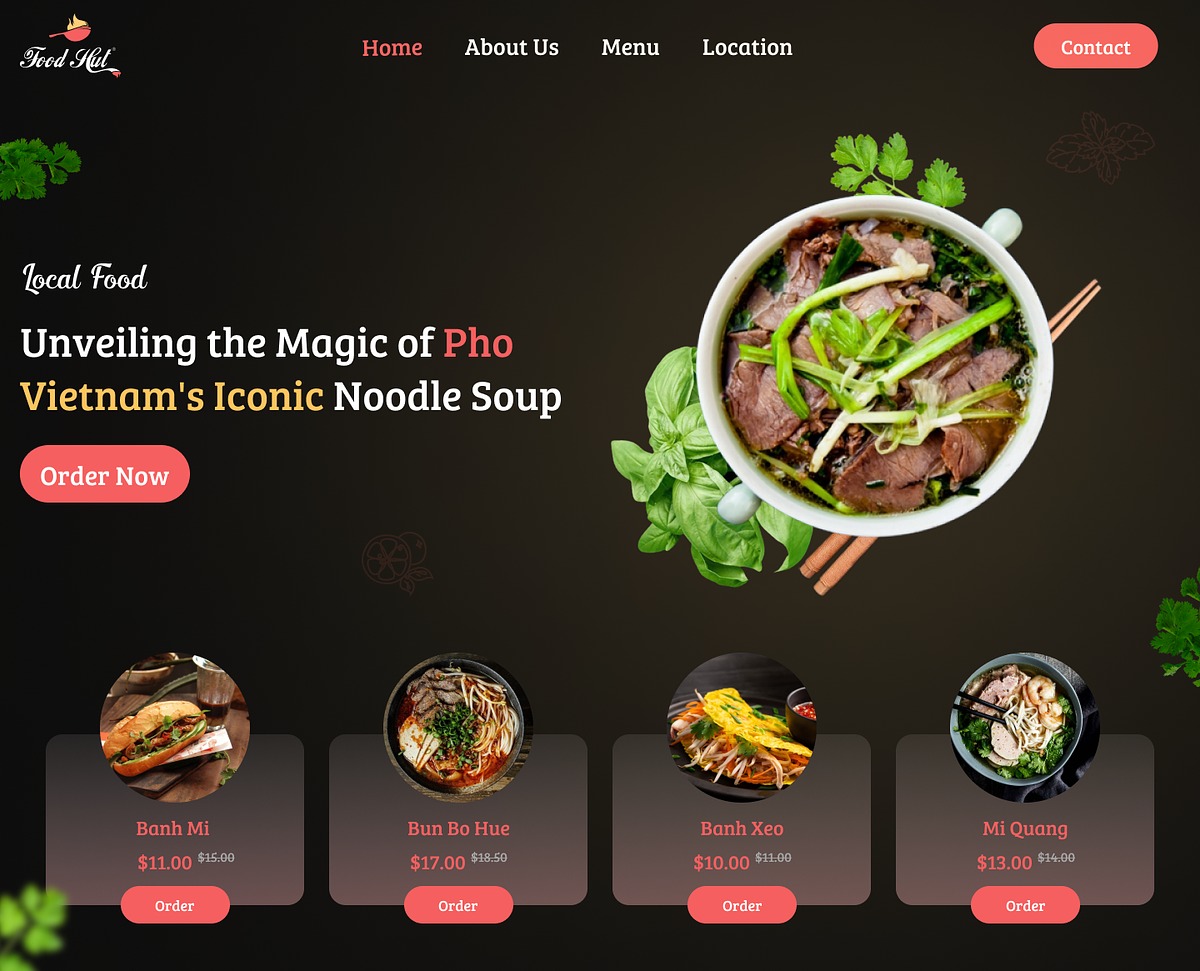 Food Hut
Home About Us Menu Location Contact
Local Food
Unveiling the Magic of Pho
Vietnam's Iconic Noodle Soup
Order Now
Banh Mi
$11.00 $15.00
Order
Bun Bo Hue
$17.00 $18.50
Order
Banh Xeo
$10.00 $11.00
Order
Mi Quang
$13.00 $14.00
Order